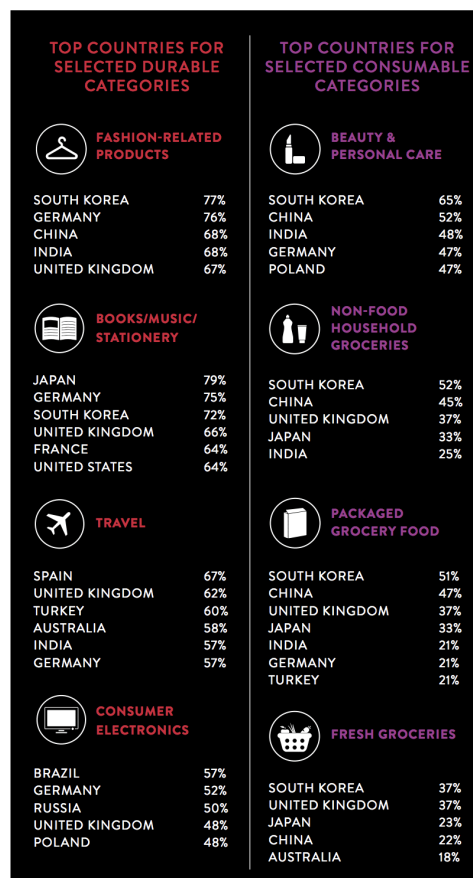 TOP COUNTRIES FOR
SELECTED DURABLE
CATEGORIES
FASHION-RELATED
PRODUCTS
SOUTH KOREA 77%
GERMANY 76%
CHINA 68%
INDIA 68%
UNITED KINGDOM 67%
BOOKS/MUSIC/
STATIONERY
JAPAN 79%
GERMANY 75%
SOUTH KOREA 72%
UNITED KINGDOM 66%
FRANCE 64%
UNITED STATES 64%
TRAVEL
SPAIN 67%
UNITED KINGDOM 62%
TURKEY 60%
AUSTRALIA 58%
INDIA 57%
GERMANY 57%
CONSUMER
ELECTRONICS
BRAZIL 57%
GERMANY 52%
RUSSIA 50%
UNITED KINGDOM 48%
POLAND 48%
TOP COUNTRIES FOR
SELECTED CONSUMABLE
CATEGORIES
BEAUTY &
PERSONAL CARE
SOUTH KOREA 65%
CHINA 52%
INDIA 48%
GERMANY 47%
POLAND 47%
NON-FOOD
HOUSEHOLD
GROCERIES
SOUTH KOREA 52%
CHINA 45%
UNITED KINGDOM 37%
JAPAN 33%
INDIA 25%
PACKAGED
GROCERY FOOD
SOUTH KOREA 51%
CHINA 47%
UNITED KINGDOM 37%
JAPAN 33%
INDIA 21%
GERMANY 21%
TURKEY 21%
FRESH GROCERIES
SOUTH KOREA 37%
UNITED KINGDOM 37%
JAPAN 23%
CHINA 22%
AUSTRALIA 18%